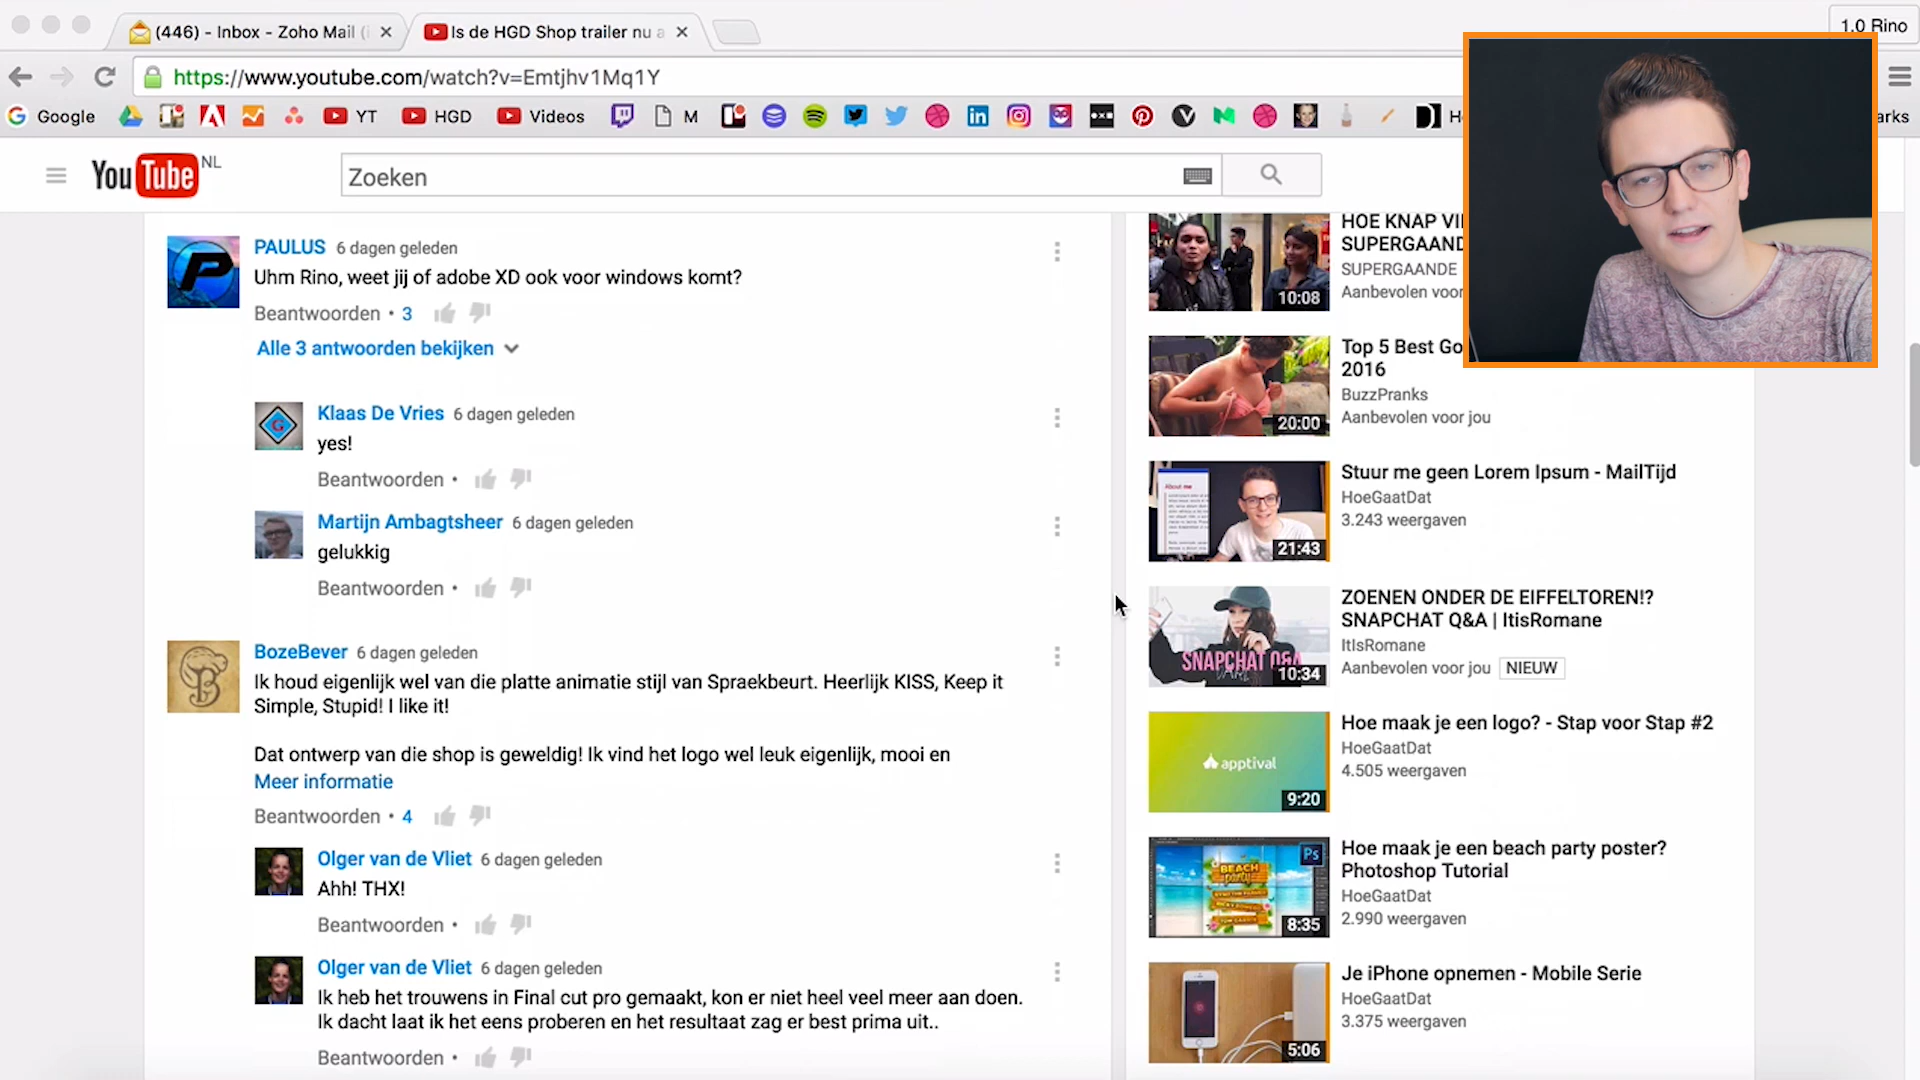 (446) - Inbox - Zoho Mail
Is de HGD Shop trailer nu
1.0 Rino
https://www.youtube.com/watch?v=Emtjhv1Mq1Y
Google
YT
HGD
Videos
M
YouTube NL
Zoeken
PAULUS 6 dagen geleden
Uhm Rino, weet jij of adobe XD ook voor windows komt?
Beantwoorden • 3
Alle 3 antwoorden bekijken
Klaas De Vries 6 dagen geleden
yes!
Beantwoorden •
Martijn Ambagtsheer 6 dagen geleden
gelukkig
Beantwoorden •
BozeBever 6 dagen geleden
Ik houd eigenlijk wel van die platte animatie stijl van Spraekbeurt. Heerlijk KISS, Keep it
Simple, Stupid! I like it!
Dat ontwerp van die shop is geweldig! Ik vind het logo wel leuk eigenlijk, mooi en
Meer informatie
Beantwoorden • 4
Olger van de Vliet 6 dagen geleden
Ahh! THX!
Beantwoorden •
Olger van de Vliet 6 dagen geleden
Ik heb het trouwens in Final cut pro gemaakt, kon er niet heel veel meer aan doen.
Ik dacht laat ik het eens proberen en het resultaat zag er best prima uit..
Beantwoorden •
10:08
HOE KNAP
SUPERGAANDE
SUPERGAANDE
Aanbevolen voor
20:00
Top 5 Best
2016
BuzzPranks
Aanbevolen voor jou
About me
21:43
Stuur me geen Lorem Ipsum - MailTijd
HoeGaatDat
3.243 weergaven
SNAPCHAT Q&A
10:34
ZOENEN ONDER DE EIFFELTOREN!?
SNAPCHAT Q&A | ItisRomane
ItIsRomane
Aanbevolen voor jou NIEUW
apptival
9:20
Hoe maak je een logo? - Stap voor Stap #2
HoeGaatDat
4.505 weergaven
Ps
BEACH
party
8:35
Hoe maak je een beach party poster?
Photoshop Tutorial
HoeGaatDat
2.990 weergaven
5:06
Je iPhone opnemen - Mobile Serie
HoeGaatDat
3.375 weergaven